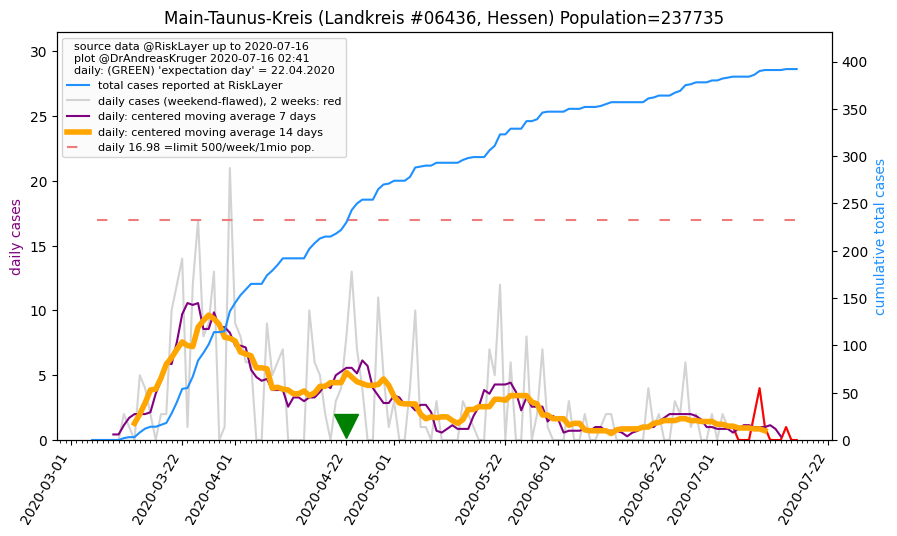 Main-Taunus-Kreis (Landkreis #06436, Hessen) Population=237735
source data @RiskLayer up to 2020-07-16
plot @DrAndreasKruger 2020-07-16 02:41
daily: (GREEN) 'expectation day' = 22.04.2020
total cases reported at RiskLayer
daily cases (weekend-flawed), 2 weeks: red
daily: centered moving average 7 days
daily: centered moving average 14 days
daily 16.98 =limit 500/week/1mio pop.
daily cases
30
25
20
15
10
5
0
cumulative total cases
400
350
300
250
200
150
100
50
0
2020-03-01
2020-03-22
2020-04-01
2020-04-22
2020-05-01
2020-05-22
2020-06-01
2020-06-22
2020-07-01
2020-07-22